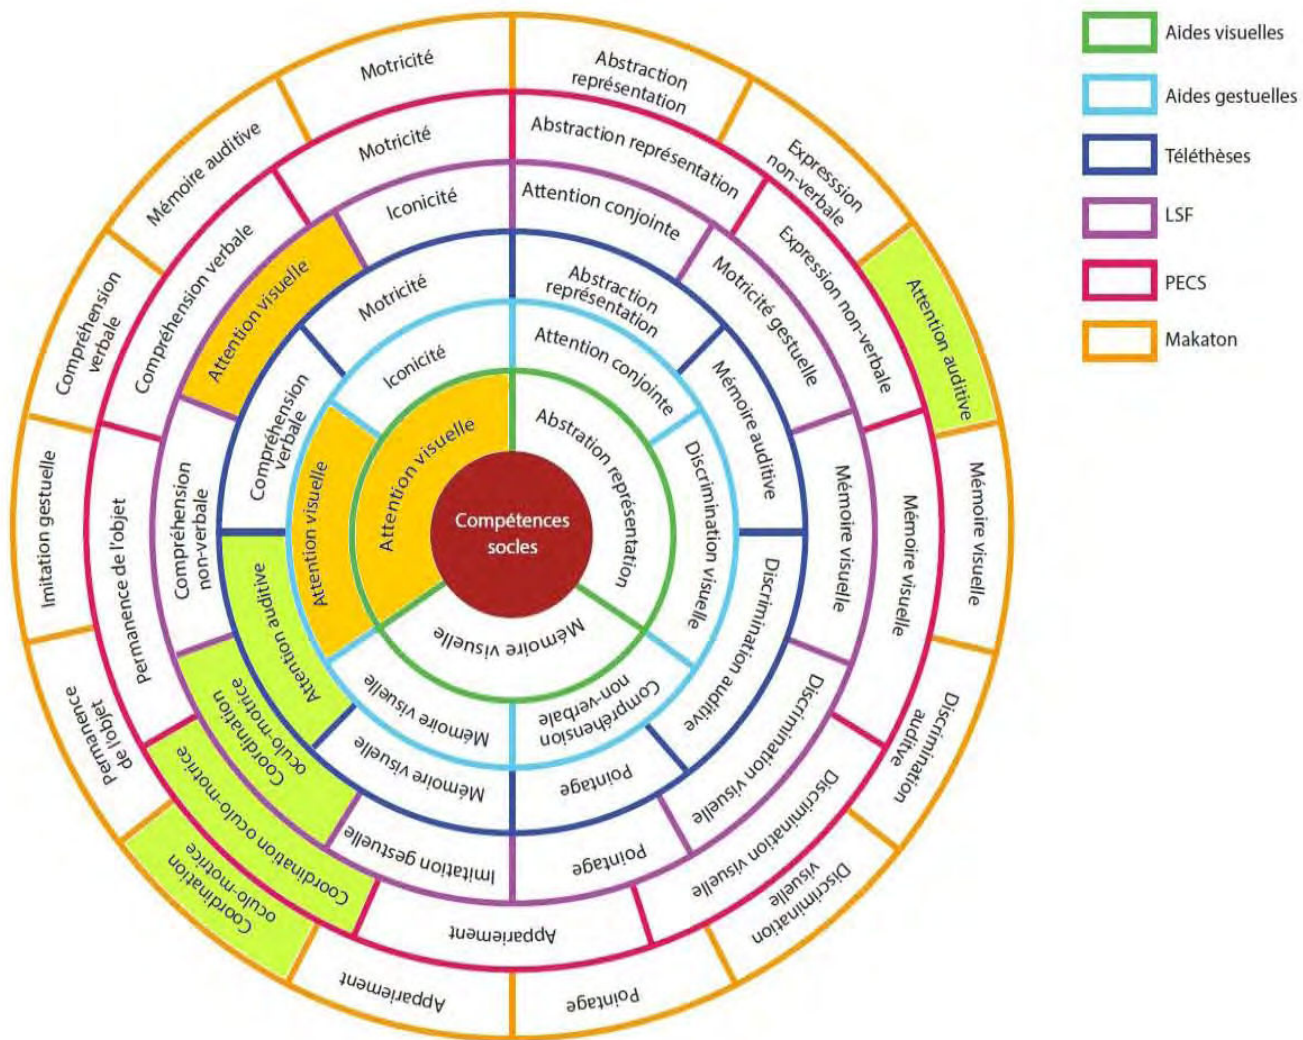 Aides visuelles
Aides gestuelles
Téléthèses
LSF
PECS
Makaton
Compétences
socles
Abstration représentation
Mémoire visuelle
Attention visuelle
Attention conjointe
Discrimination visuelle
Compréhension
non-verbale
Mémoire visuelle
Attention visuelle
Iconicité
Abstraction
représentation
Mémoire auditive
Discrimination auditive
Pointage
Mémoire visuelle
Attention auditive
Compréhension
verbale
Motricité
Attention conjointe
Motricité gestuelle
Mémoire visuelle
Discrimination visuelle
Pointage
Imitation gestuelle
Coordination
oculo-motrice
Compréhension
non-verbale
Attention visuelle
Iconicité
Abstraction représentation
Expression non-verbale
Mémoire visuelle
Discrimination visuelle
Appariement
Coordination oculo-motrice
Permanence de l'objet
Compréhension verbale
Motricité
Abstraction
représentation
Expresssion
non-verbale
Attention auditive
Mémoire visuelle
Discrimination
auditve
Discrimination
visuelle
Pointage
Appariement
Coordination
oculo-motrice
Permanance
de l'objet
Imitation gestuelle
Compréhension
verbale
Mémoire auditive
Motricité